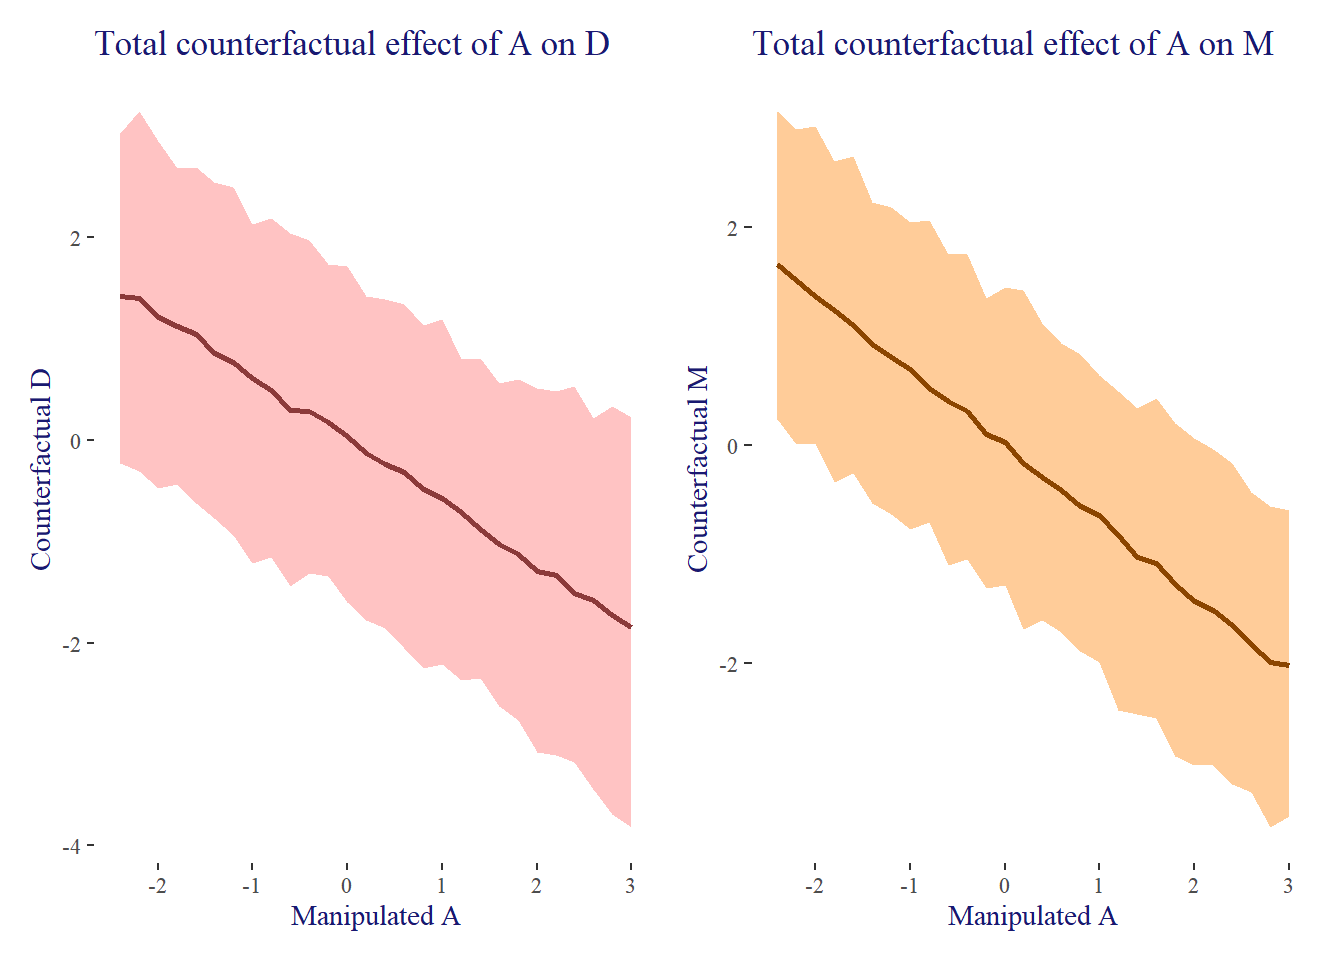 Total counterfactual effect of A on D
Counterfactual D
2
0
-2
-4
-2 -1 0 1 2 3
Manipulated A
Total counterfactual effect of A on M
Counterfactual M
2
0
-2
-2 -1 0 1 2 3
Manipulated A